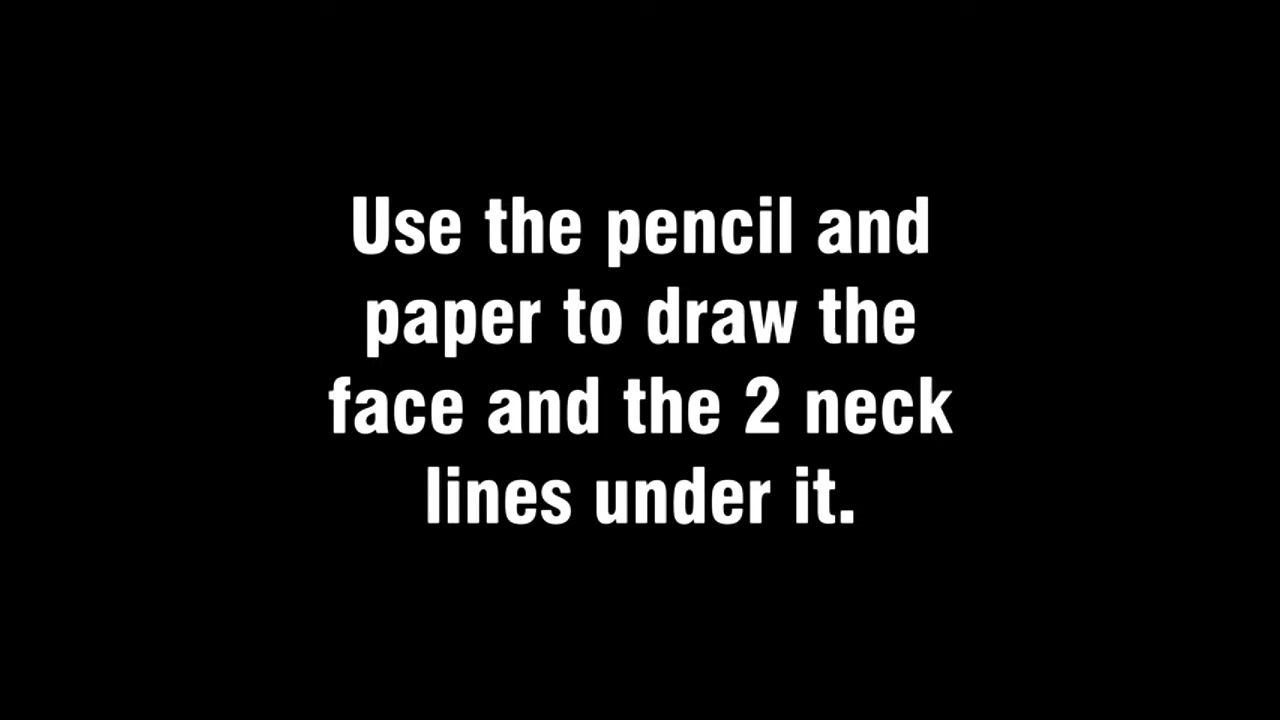 Use the pencil and
paper to draw the
face and the 2 neck
lines under it.